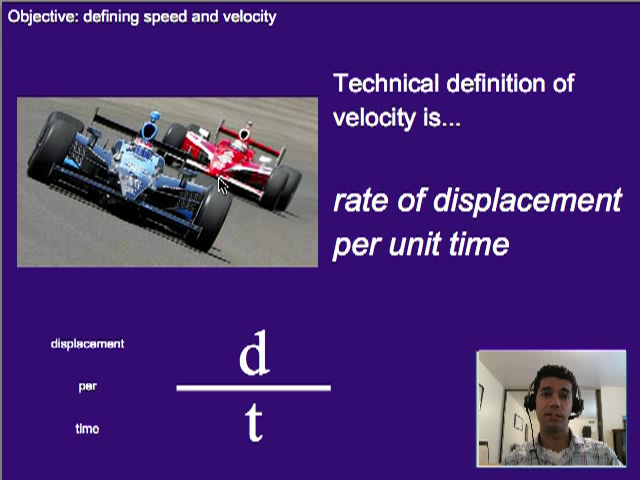 Objective: defining speed and velocity
Technical definition of
velocity is...
rate of displacement
per unit time
displacement
per
time
d
t